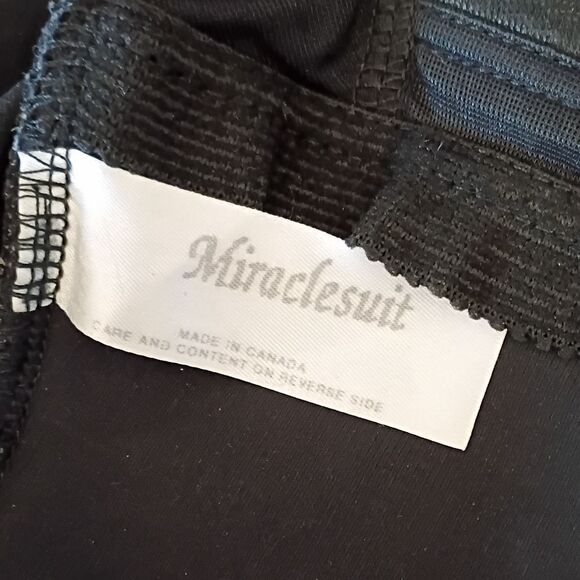 Miraclesuit
MADE IN CANADA
CARE AND CONTENT ON REVERSE SIDE